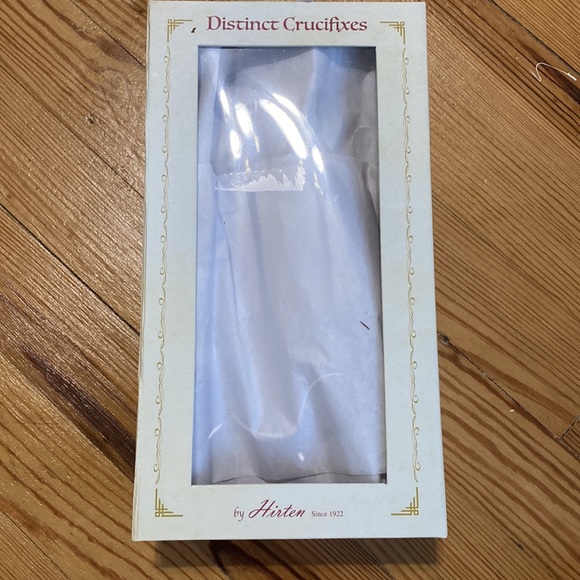 Distinct Crucifixes
by Hirten Since 1922